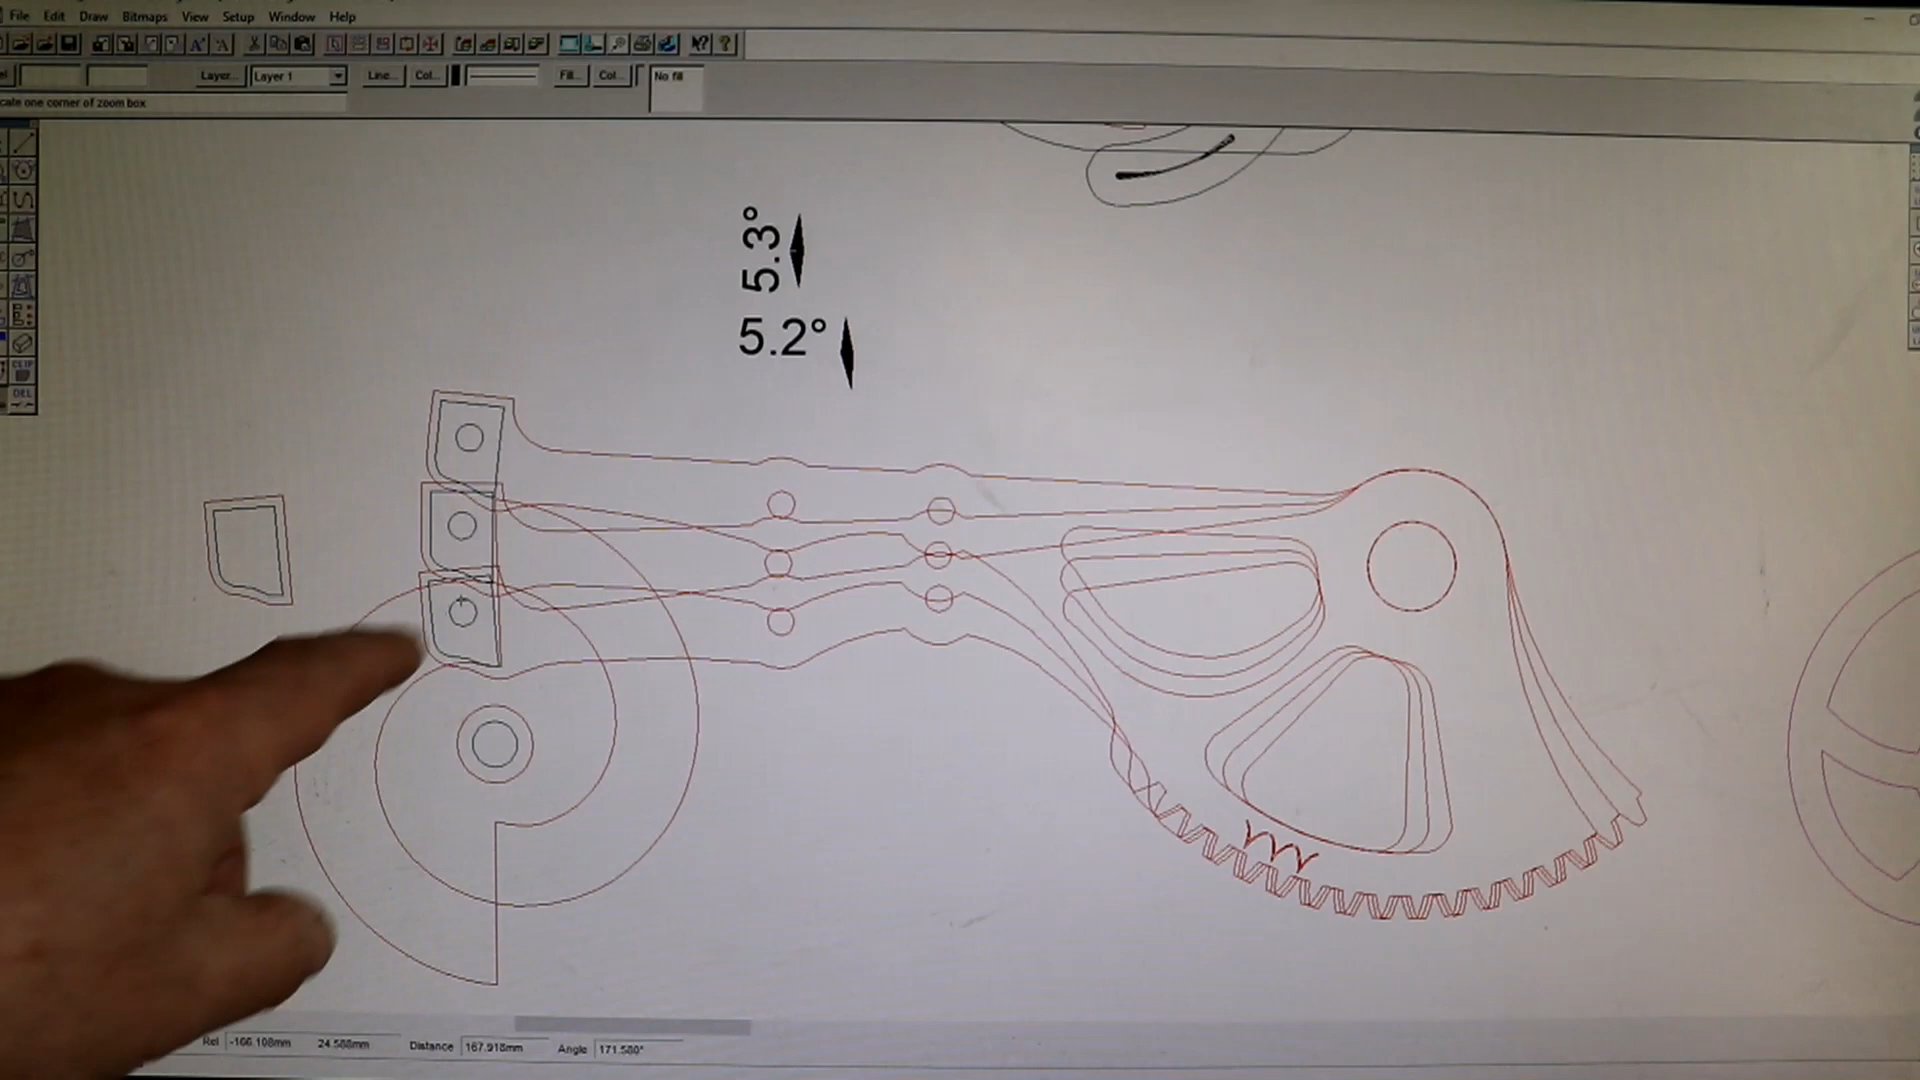 File Edit Draw Bitmaps View Setup Window Help
Layer... Layer 1 Line... Col... Fill... Col... No fill
cate one corner of zoom box
CLIP
DEL
5.3°
5.2°
Rel -166.108mm 24.588mm Distance 167.918mm Angle 171.580°